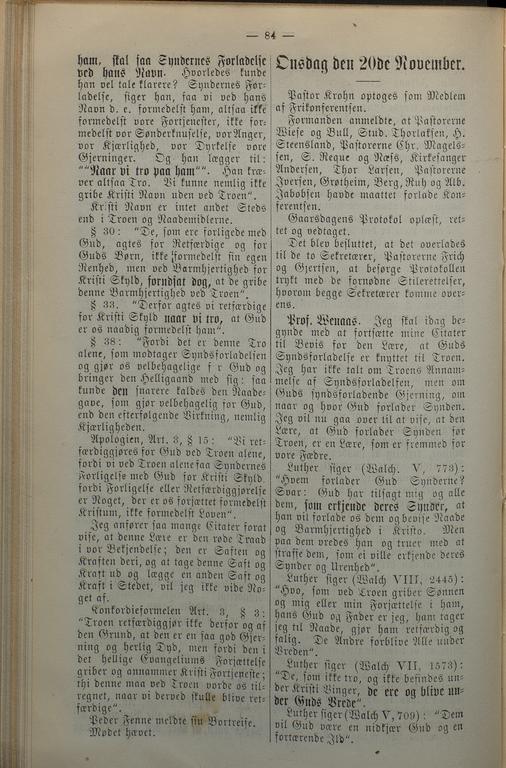 — 84 —
ham, skal faa Syndernes Forladelse
ved hans Navn. Hvorledes kunde
han vel tale klarere? Syndernes For-
ladelse, siger han, faa vi ved hans
Navn d. e. formedelst ham, altsaa ikke
formedelst vore Fortjenester, ikke for-
medelst vor Sønderknuselse, vor Anger,
vor Kjærlighed, vor Dyrkelse vore
Gjerninger. Og han lægger til:
""Naar vi tro paa ham"". Han kræ-
ver altsaa Tro. Vi kunne nemlig ikke
gribe Kristi Navn uden ved Troen".
Kristi Navn er intet andet Steds
end i Troen og Naademidlerne.
§ 30: "De, som ere forligede med
Gud, agtes for Retfærdige og for
Guds Børn, ikke formedelst sin egen
Renhed, men ved Barmhjertighed for
Kristi Skyld, forudsat dog, at de gribe
denne Barmhjertighed ved Troen".
§ 33. "Derfor agtes vi retfærdige
for Kristi Skyld naar vi tro, at Gud
er os naadig formedelst ham".
§ 38: "Fordi det er denne Tro
alene, som modtager Syndsforladelsen
og gjør os velbehagelige f r Gud og
bringer den Helligaand med sig: saa
kunde den snarere kaldes den Naade-
gave, som gjør velbehagelig for Gud,
end den efterfølgende Virkning, nemlig
Kjærligheden.
Apologien, Art. 3, § 15: "Vi ret-
færdiggjøres for Gud ved Troen alene,
fordi vi ved Troen alene faa Syndernes
Forligelse med Gud for Kristi Skyld
fordi Forligelse eller Retfærdiggjørelse
er Noget, der er os forjættet formedelst
Kristum, ikke formedelst Loven".
Jeg anfører saa mange Citater forat
vise, at denne Lære er den røde Traad
i vor Bekjendelse; den er Saften og
Kraften deri, og at tage denne Saft og
Kraft ud og lægge en anden Saft og
Kraft i Stedet, vil jeg ikke vide No-
get af.
Konkordieformelen Art. 3, § 3:
"Troen retfærdiggjør ikke derfor og af
den Grund, at den er en saa god Gjer-
ning og herlig Dyd, men fordi den i
det hellige Evangeliums Forjættelse
griber og annammer Kristi Fortjeneste;
thi denne maa ved Troen vorde os til-
regnet, naar vi derved skulle blive ret-
færdige".
Peder Fenne meldte sin Bortreise.
Mødet hævet.
Onsdag den 20de November.
Pastor Krohn optoges som Medlem
af Frikonferentsen.
Formanden anmeldte, at Pastorerne
Wiese og Bull, Stud. Thorlaksen, H.
Steensland, Pastorerne Chr. Magels-
sen, S. Reque og Næss, Kirkesanger
Andersen, Thor Larsen, Pastorerne
Iversen, Grøtheim, Berg, Ruh og Alb.
Jakobsen havde maattet forlade Kon-
ferentsen.
Gaarsdagens Protokol oplæst, ret-
tet og vedtaget.
Det blev besluttet, at det overlades
til de to Sekretærer, Pastorerne Frich
og Gjertsen, at besørge Protokollen
trykt med de fornødne Stilerettelser,
hvorom begge Sekretærer komme over-
ens.
Prof. Wenaas. Jeg skal idag be-
gynde med at fortsætte mine Citater
til Bevis for den Lære, at Guds
Syndsforladelse er knyttet til Troen.
Jeg har ikke talt om Troens Annam-
melse af Syndsforladelsen, men om
Guds syndsforladende Gjerning, om
naar og hvor Gud forlader Synden.
Jeg vil nu gaa over til at vise, at den
Lære, at Gud forlader Synden før
Troen, er en Lære, som er fremmed for
vore Fædre.
Luther siger (Walch. V, 773):
"Hvem forlader Gud Synderne?
Svar: Gud har tilsagt mig og alle
dem, som erkjende deres Synder, at
han vil forlade os dem og bevise Naade
og Barmhjertighed i Kristo. Men
paa dem vredes han og truer med at
straffe dem, som ei ville erkjende deres
Synder og Urenhed".
Luther siger (Walch VIII, 2445):
"Hvo, som ved Troen griber Sønnen
og mig eller min Forjættelse i ham,
hans Gud og Fader er jeg, ham tager
jeg til Naade, gjør ham retfærdig og
salig. De Andre forblive Alle under
Vreden".
Luther siger (Walch VII, 1573):
"De, som ikke tro, og ikke befindes un-
der Kristi Vinger, de ere og blive un-
der Guds Vrede".
Luther siger (Walch V, 709): "Dem
vil Gud være en nidkjær Gud og en
fortærende Ild".